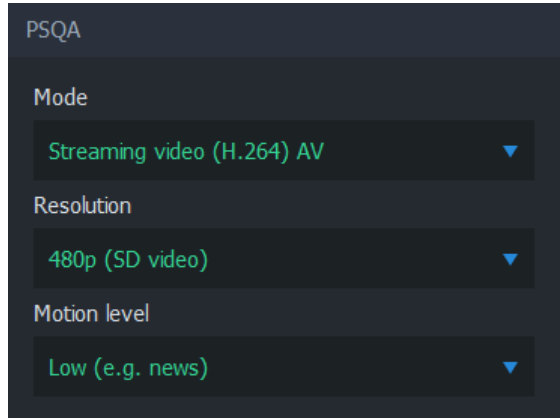 PSQA
Mode
Streaming video (H.264) AV
Resolution
480p (SD video)
Motion level
Low (e.g. news)